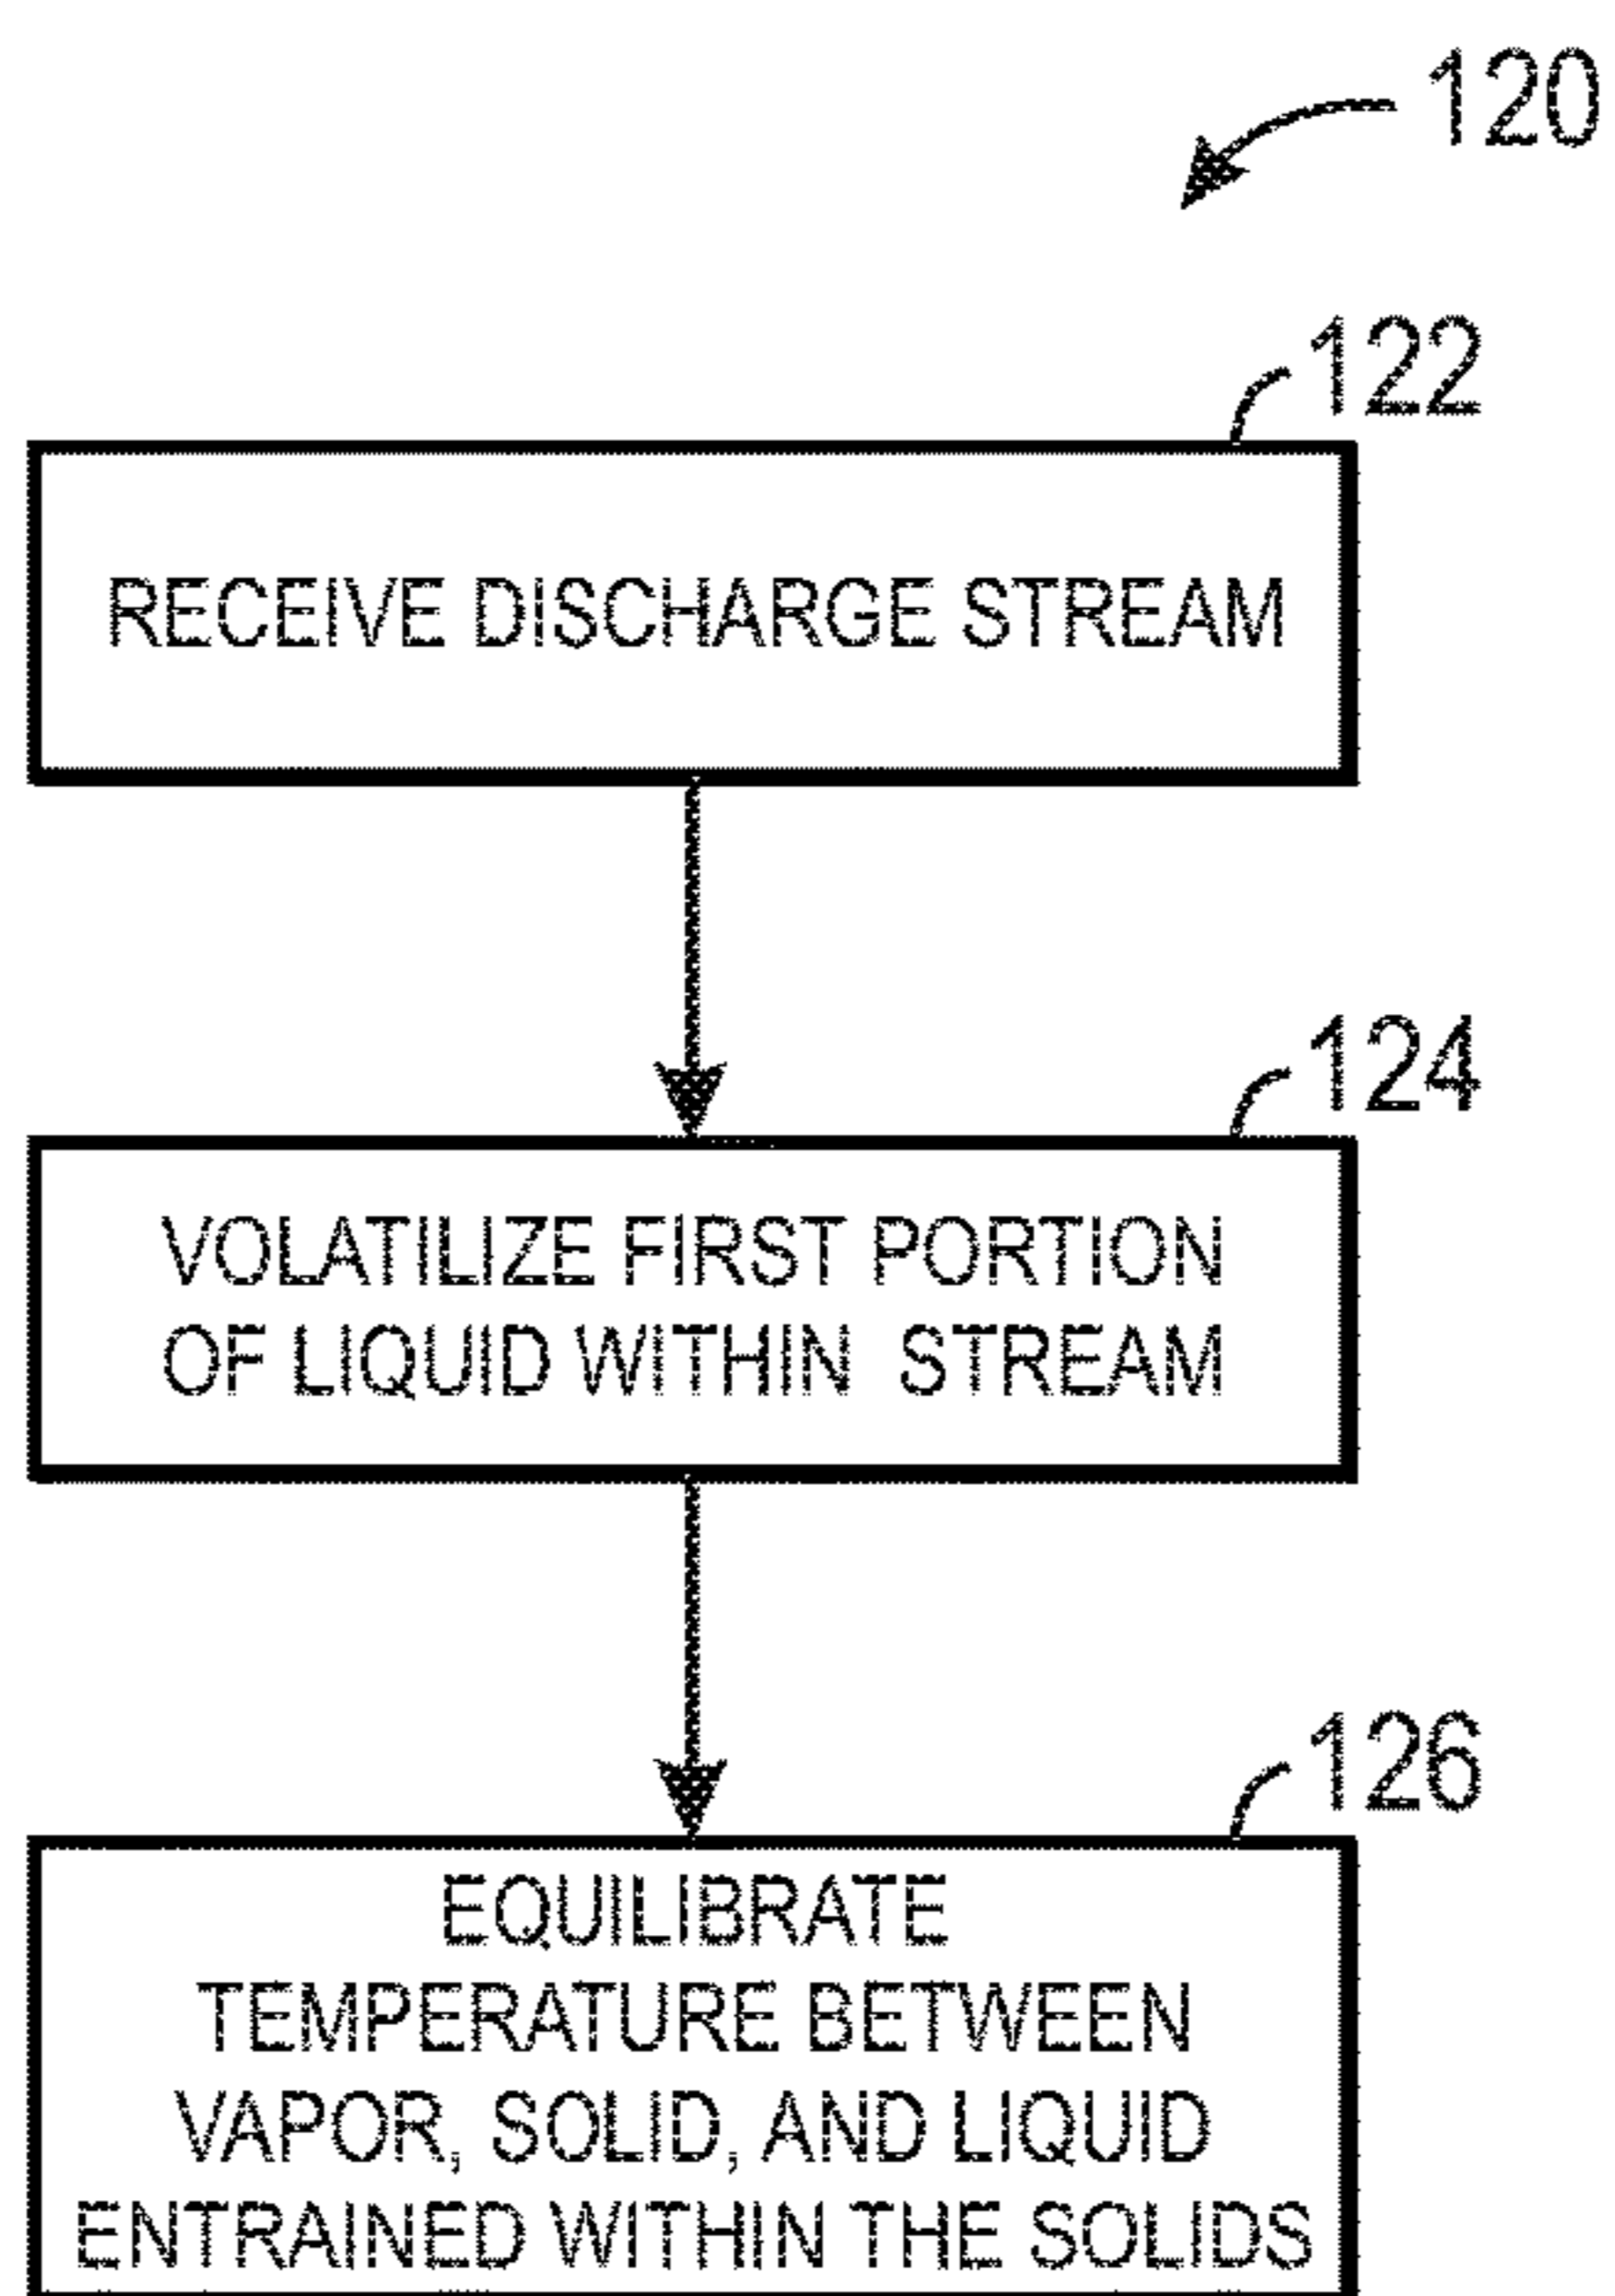 120
122
RECEIVE DISCHARGE STREAM
124
VOLATILIZE FIRST PORTION
OF LIQUID WITHIN STREAM
126
EQUILIBRATE
TEMPERATURE BETWEEN
VAPOR, SOLID, AND LIQUID
ENTRAINED WITHIN THE SOLIDS